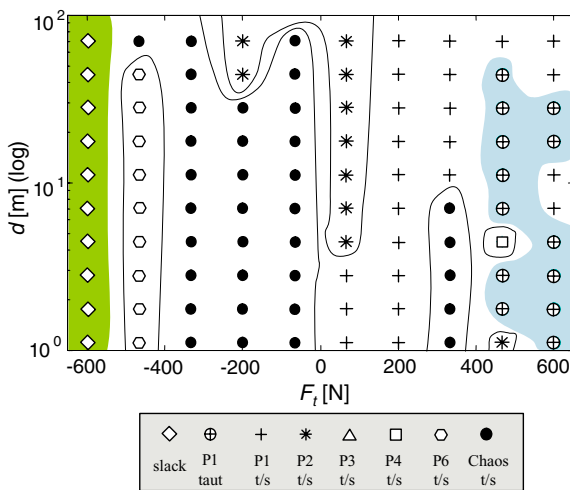 d [m] (log)
10²
10¹
10⁰
-600 -400 -200 0 200 400 600
Fₜ [N]
slack P1 taut P1 t/s P2 t/s P3 t/s P4 t/s P6 t/s Chaos t/s